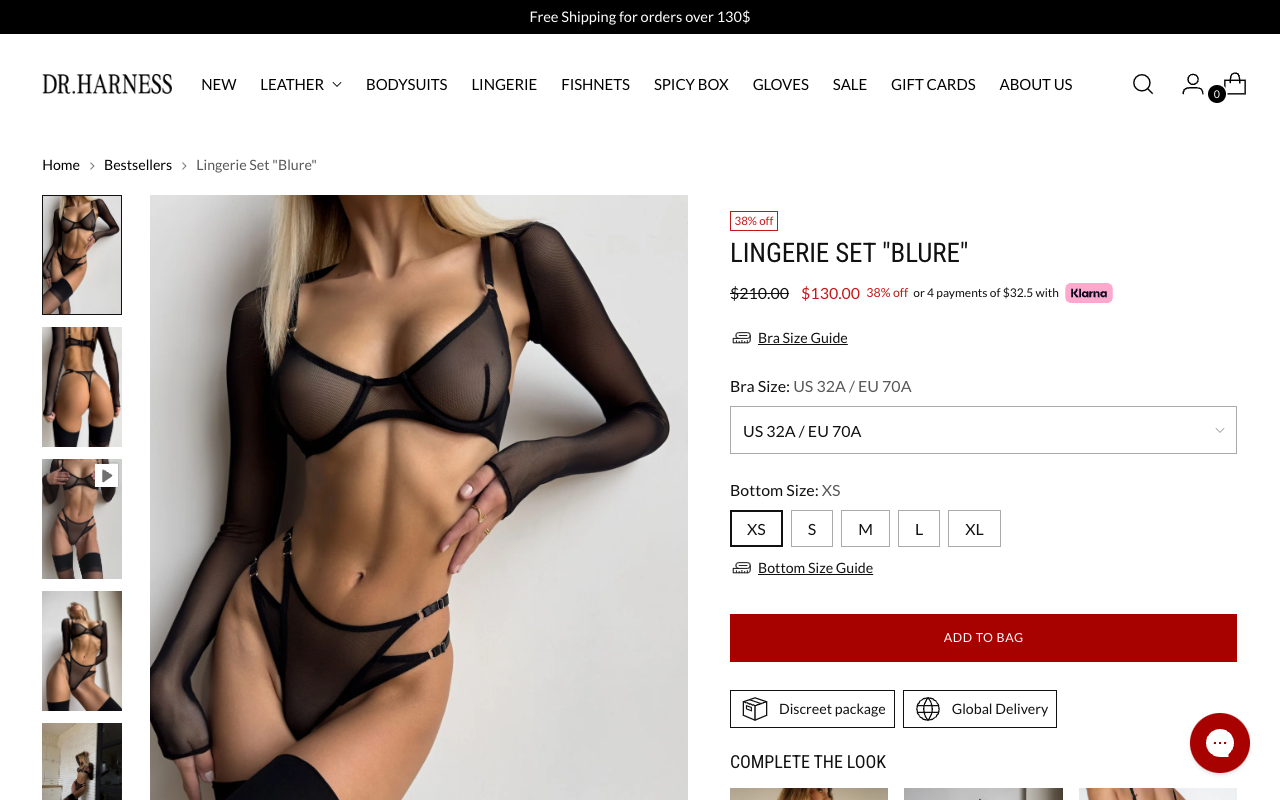 Free Shipping for orders over 130$
DR.HARNESS NEW LEATHER BODYSUITS LINGERIE FISHNETS SPICY BOX GLOVES SALE GIFT CARDS ABOUT US 0
Home > Bestsellers > Lingerie Set "Blure"
38% off
LINGERIE SET "BLURE"
$210.00 $130.00 38% off or 4 payments of $32.5 with Klarna
Bra Size Guide
Bra Size: US 32A / EU 70A
US 32A / EU 70A
Bottom Size: XS
XS S M L XL
Bottom Size Guide
ADD TO BAG
Discreet package Global Delivery
COMPLETE THE LOOK